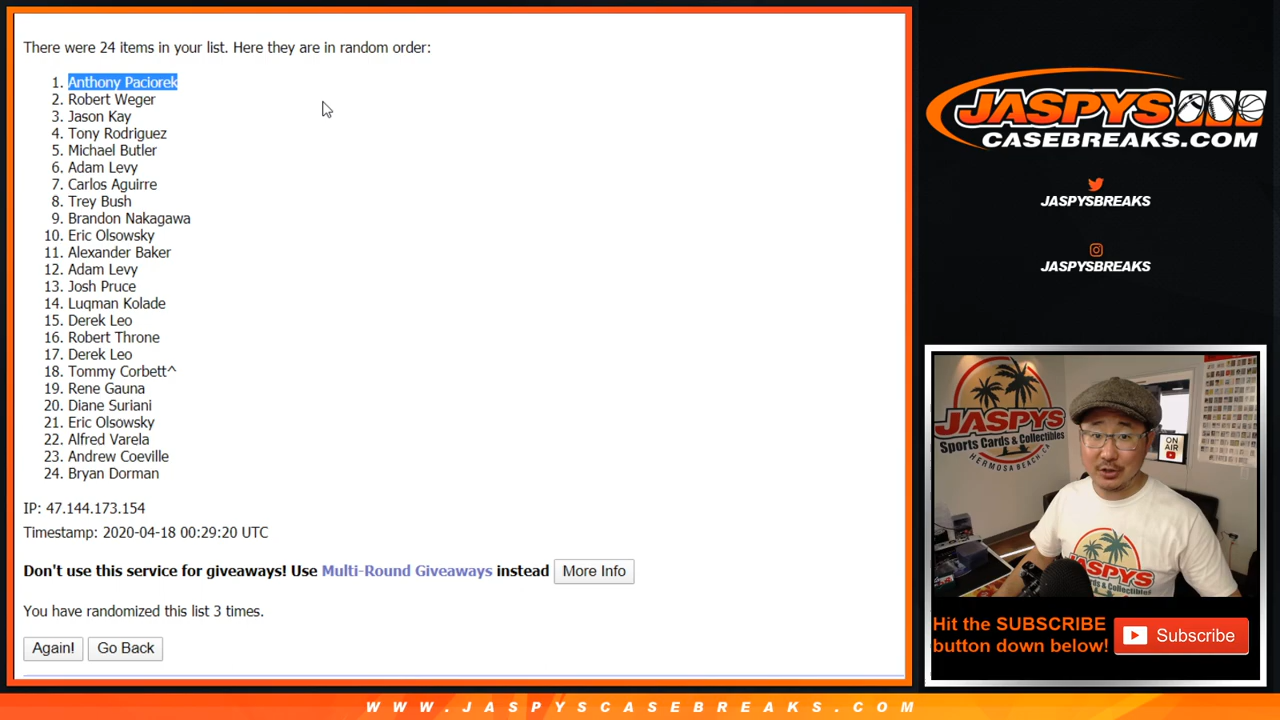 There were 24 items in your list. Here they are in random order:
1. Anthony Paciorek
2. Robert Weger
3. Jason Kay
4. Tony Rodriguez
5. Michael Butler
6. Adam Levy
7. Carlos Aguirre
8. Trey Bush
9. Brandon Nakagawa
10. Eric Olsowsky
11. Alexander Baker
12. Adam Levy
13. Josh Pruce
14. Luqman Kolade
15. Derek Leo
16. Robert Throne
17. Derek Leo
18. Tommy Corbett^
19. Rene Gauna
20. Diane Suriani
21. Eric Olsowsky
22. Alfred Varela
23. Andrew Coeville
24. Bryan Dorman
IP: 47.144.173.154
Timestamp: 2020-04-18 00:29:20 UTC
Don't use this service for giveaways! Use Multi-Round Giveaways instead More Info
You have randomized this list 3 times.
Again! Go Back
JASPYS
CASEBREAKS.COM
JASPYSBREAKS
JASPYSBREAKS
JASPYS
Sports Cards & Collectibles
HERMOSA BEACH, CA
ON
AIR
JASPYS
Hit the SUBSCRIBE
button down below!
Subscribe
WWW.JASPYSCASEBREAKS.COM